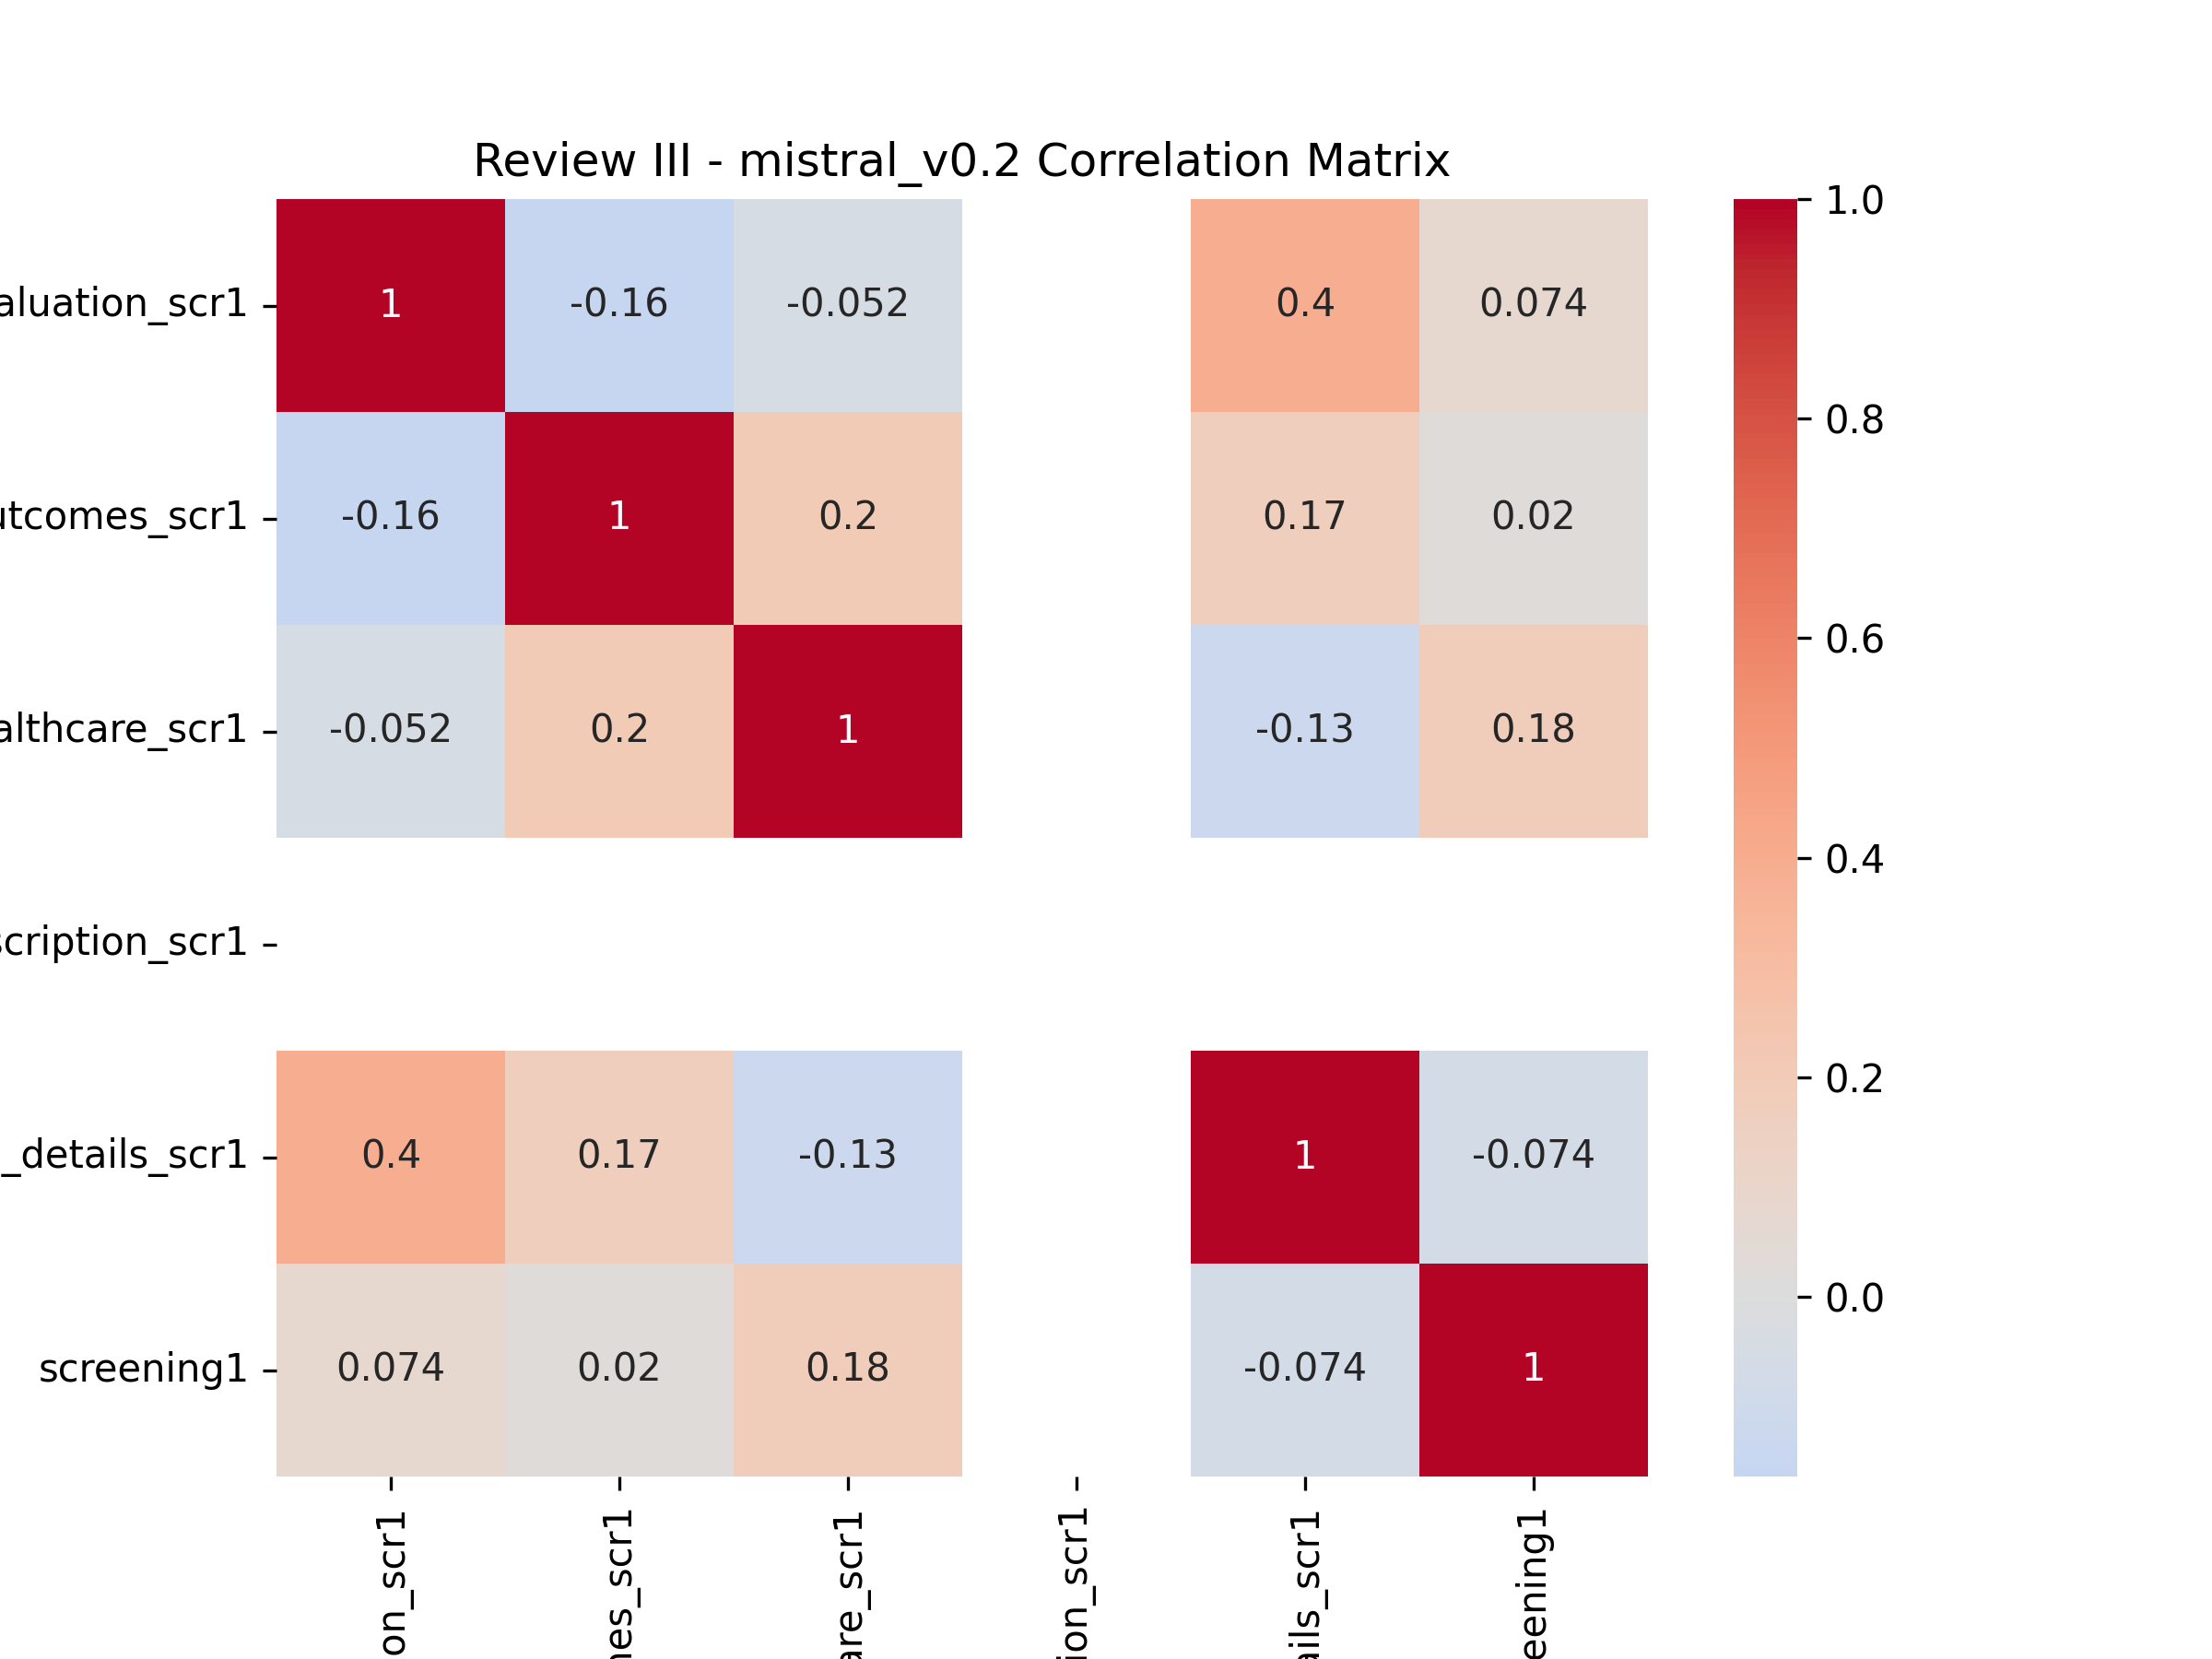 Review III - mistral_v0.2 Correlation Matrix
aluation_scr1 1 -0.16 -0.052 0.4 0.074
utcomes_scr1 -0.16 1 0.2 0.17 0.02
althcare_scr1 -0.052 0.2 1 -0.13 0.18
scription_scr1
_details_scr1 0.4 0.17 -0.13 1 -0.074
screening1 0.074 0.02 0.18 -0.074 1
on_scr1
nes_scr1
are_scr1
ion_scr1
ails_scr1
eening1
1.0
0.8
0.6
0.4
0.2
0.0